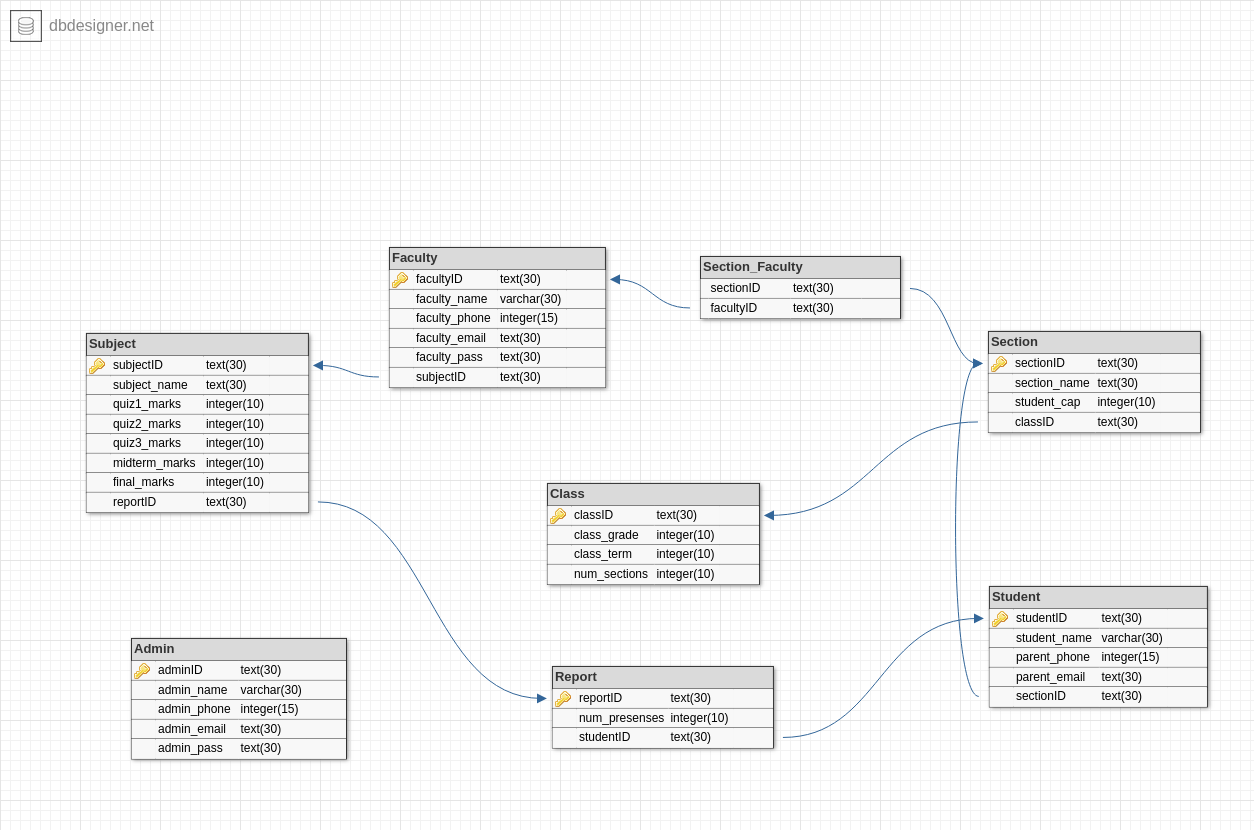 dbdesigner.net
Faculty
facultyID text(30)
faculty_name varchar(30)
faculty_phone integer(15)
faculty_email text(30)
faculty_pass text(30)
subjectID text(30)
Section_Faculty
sectionID text(30)
facultyID text(30)
Subject
subjectID text(30)
subject_name text(30)
quiz1_marks integer(10)
quiz2_marks integer(10)
quiz3_marks integer(10)
midterm_marks integer(10)
final_marks integer(10)
reportID text(30)
Section
sectionID text(30)
section_name text(30)
student_cap integer(10)
classID text(30)
Class
classID text(30)
class_grade integer(10)
class_term integer(10)
num_sections integer(10)
Student
studentID text(30)
student_name varchar(30)
parent_phone integer(15)
parent_email text(30)
sectionID text(30)
Admin
adminID text(30)
admin_name varchar(30)
admin_phone integer(15)
admin_email text(30)
admin_pass text(30)
Report
reportID text(30)
num_presenses integer(10)
studentID text(30)